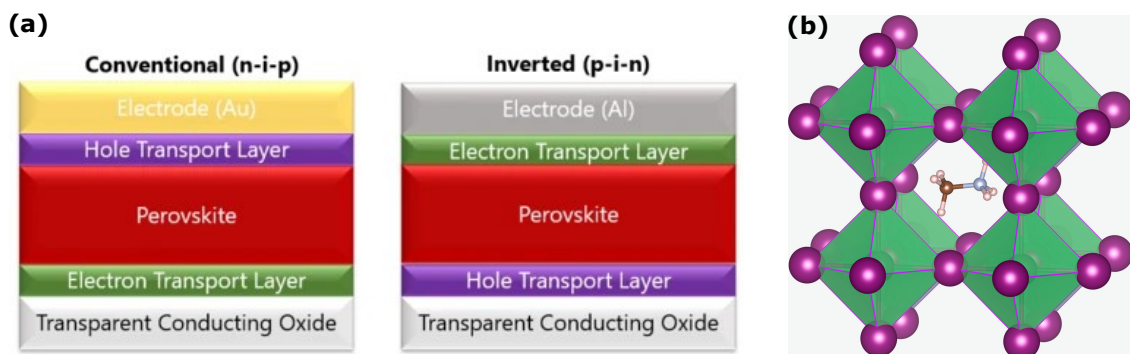 (a)
Conventional (n-i-p)
Electrode (Au)
Hole Transport Layer
Perovskite
Electron Transport Layer
Transparent Conducting Oxide
Inverted (p-i-n)
Electrode (Al)
Electron Transport Layer
Perovskite
Hole Transport Layer
Transparent Conducting Oxide
(b)